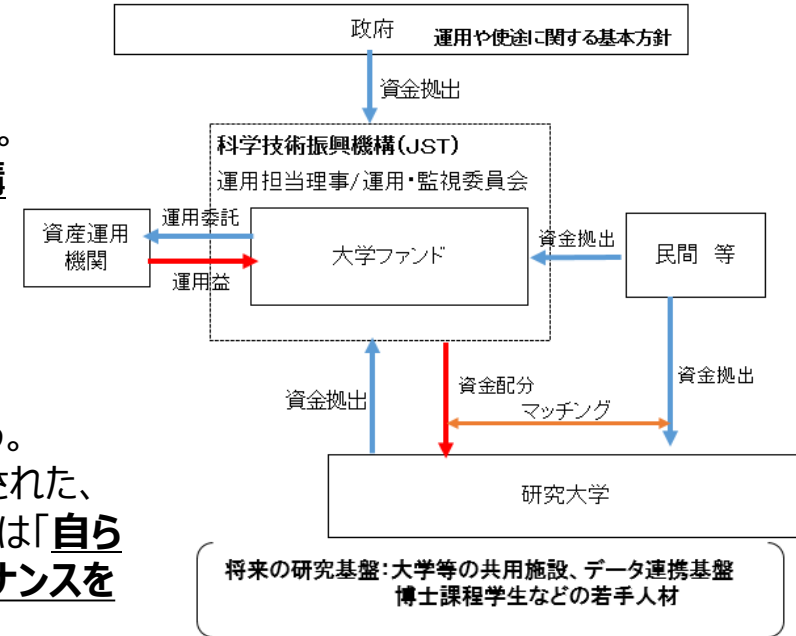 政府 運用や使途に関する基本方針
資金拠出
。
科学技術振興機構(JST)
運用担当理事/運用・監視委員会
運用委託
資産運用
機関
大学ファンド
資金拠出
民間 等
運用益
資金拠出
資金配分
資金拠出
マッチング
。
された、
は「自ら
ナンスを
研究大学
将来の研究基盤:大学等の共用施設、データ連携基盤
博士課程学生などの若手人材